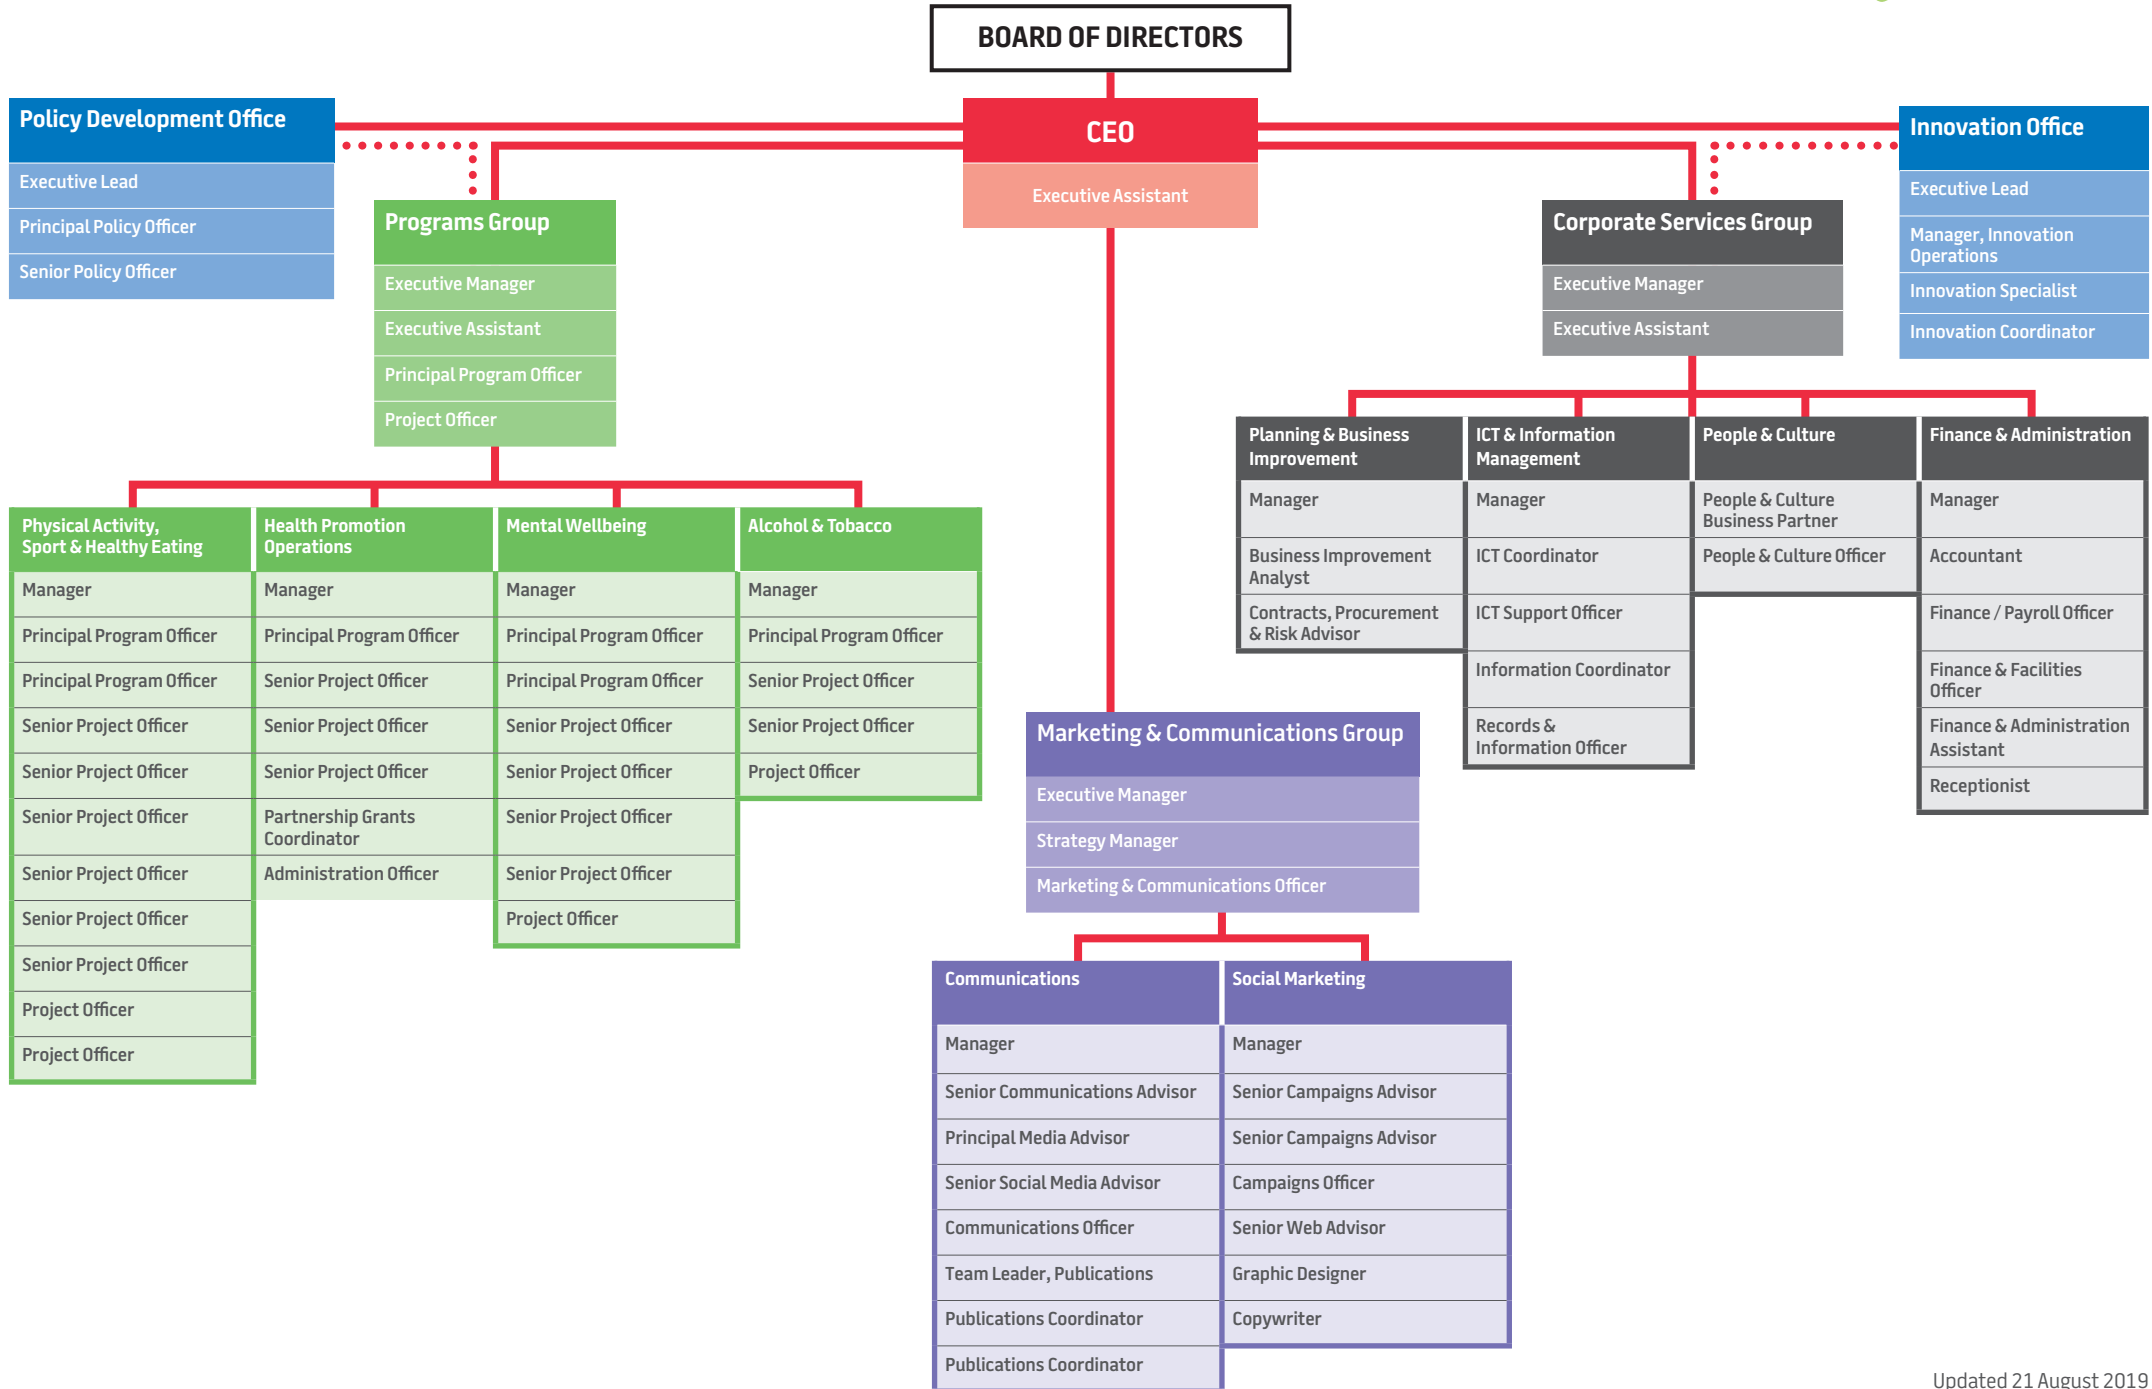 BOARD OF DIRECTORS
CEO
Executive Assistant
Policy Development Office
Executive Lead
Principal Policy Officer
Senior Policy Officer
Innovation Office
Executive Lead
Manager, Innovation
Operations
Innovation Specialist
Innovation Coordinator
Programs Group
Executive Manager
Executive Assistant
Principal Program Officer
Project Officer
Physical Activity,
Sport & Healthy Eating
Manager
Principal Program Officer
Principal Program Officer
Senior Project Officer
Senior Project Officer
Senior Project Officer
Senior Project Officer
Senior Project Officer
Senior Project Officer
Project Officer
Project Officer
Health Promotion
Operations
Manager
Principal Program Officer
Senior Project Officer
Senior Project Officer
Senior Project Officer
Partnership Grants
Coordinator
Administration Officer
Mental Wellbeing
Manager
Principal Program Officer
Principal Program Officer
Senior Project Officer
Senior Project Officer
Senior Project Officer
Senior Project Officer
Project Officer
Alcohol & Tobacco
Manager
Principal Program Officer
Senior Project Officer
Senior Project Officer
Project Officer
Corporate Services Group
Executive Manager
Executive Assistant
Planning & Business
Improvement
Manager
Business Improvement
Analyst
Contracts, Procurement
& Risk Advisor
ICT & Information
Management
Manager
ICT Coordinator
ICT Support Officer
Information Coordinator
Records &
Information Officer
People & Culture
People & Culture
Business Partner
People & Culture Officer
Finance & Administration
Manager
Accountant
Finance / Payroll Officer
Finance & Facilities
Officer
Finance & Administration
Assistant
Receptionist
Marketing & Communications Group
Executive Manager
Strategy Manager
Marketing & Communications Officer
Communications
Manager
Senior Communications Advisor
Principal Media Advisor
Senior Social Media Advisor
Communications Officer
Team Leader, Publications
Publications Coordinator
Publications Coordinator
Social Marketing
Manager
Senior Campaigns Advisor
Senior Campaigns Advisor
Campaigns Officer
Senior Web Advisor
Graphic Designer
Copywriter
Updated 21 August 2019